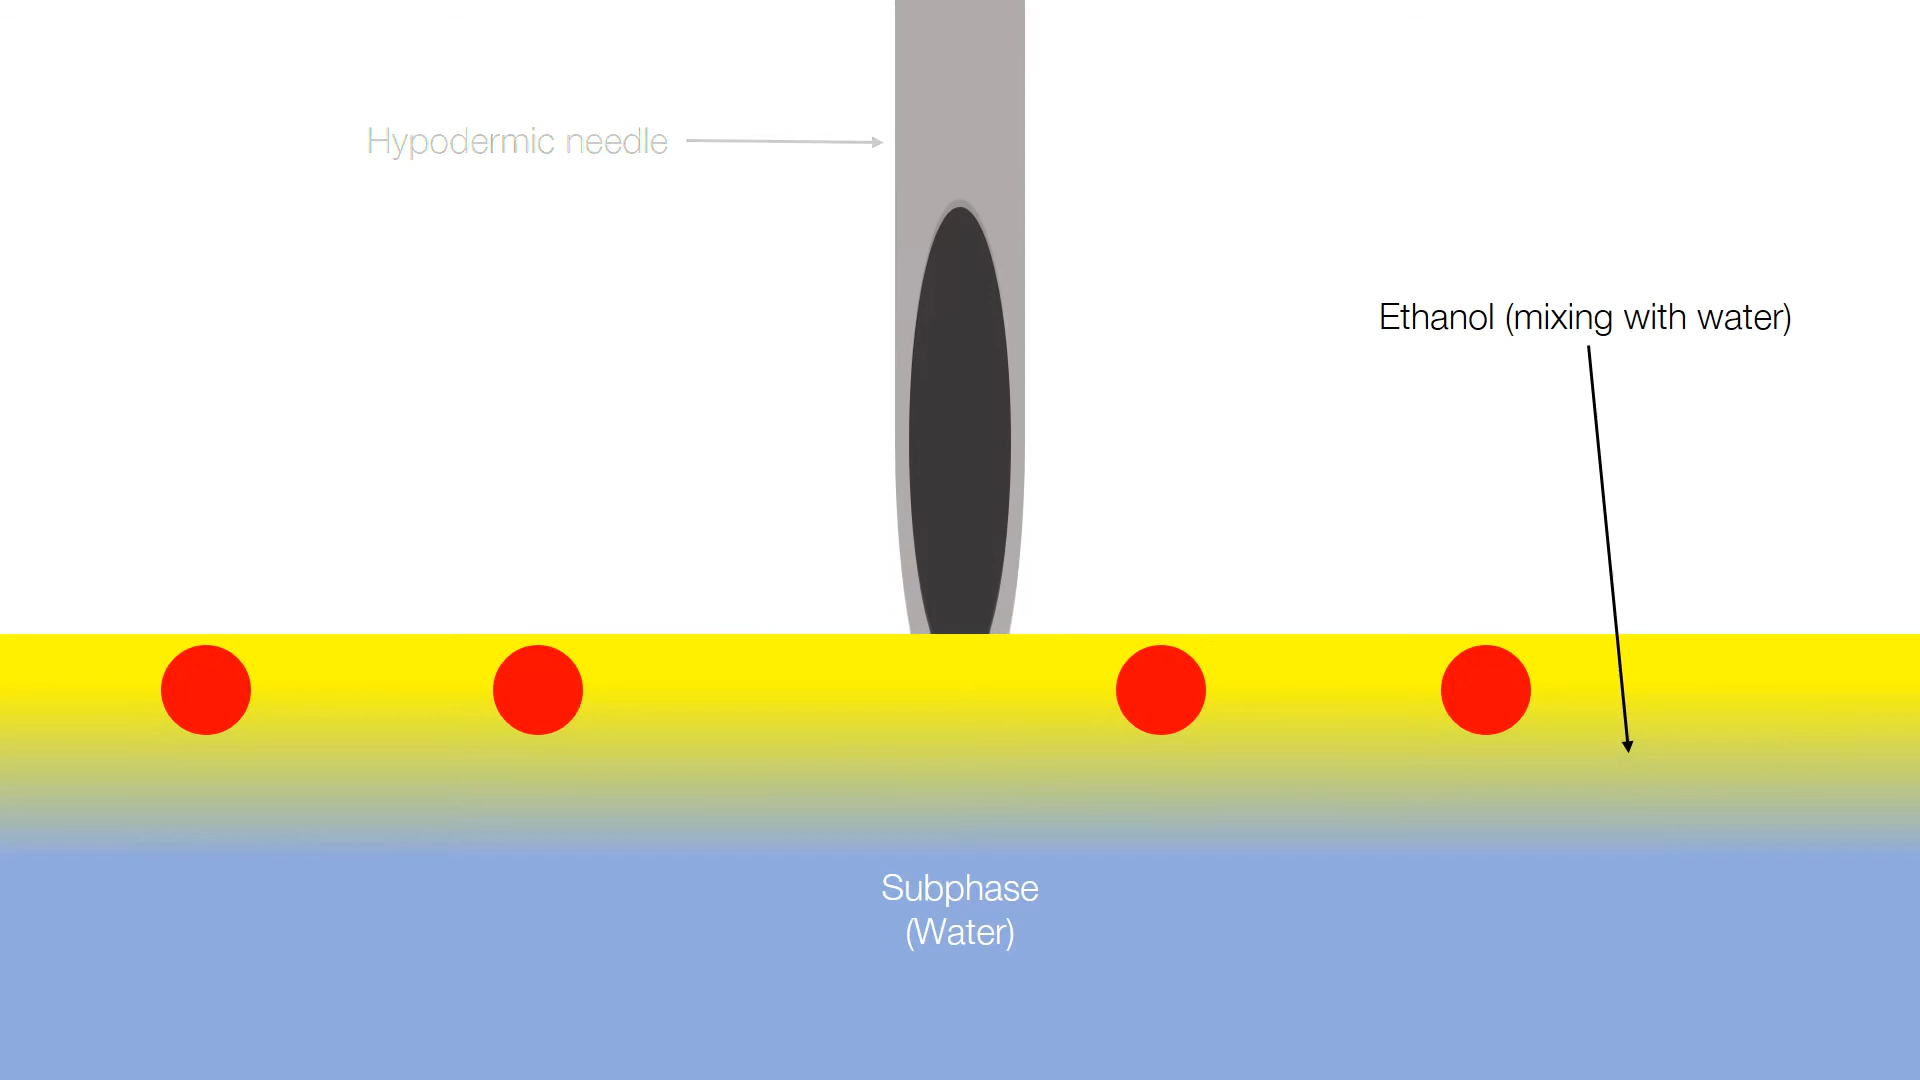 Hypodermic needle
Ethanol (mixing with water)
Subphase
(Water)